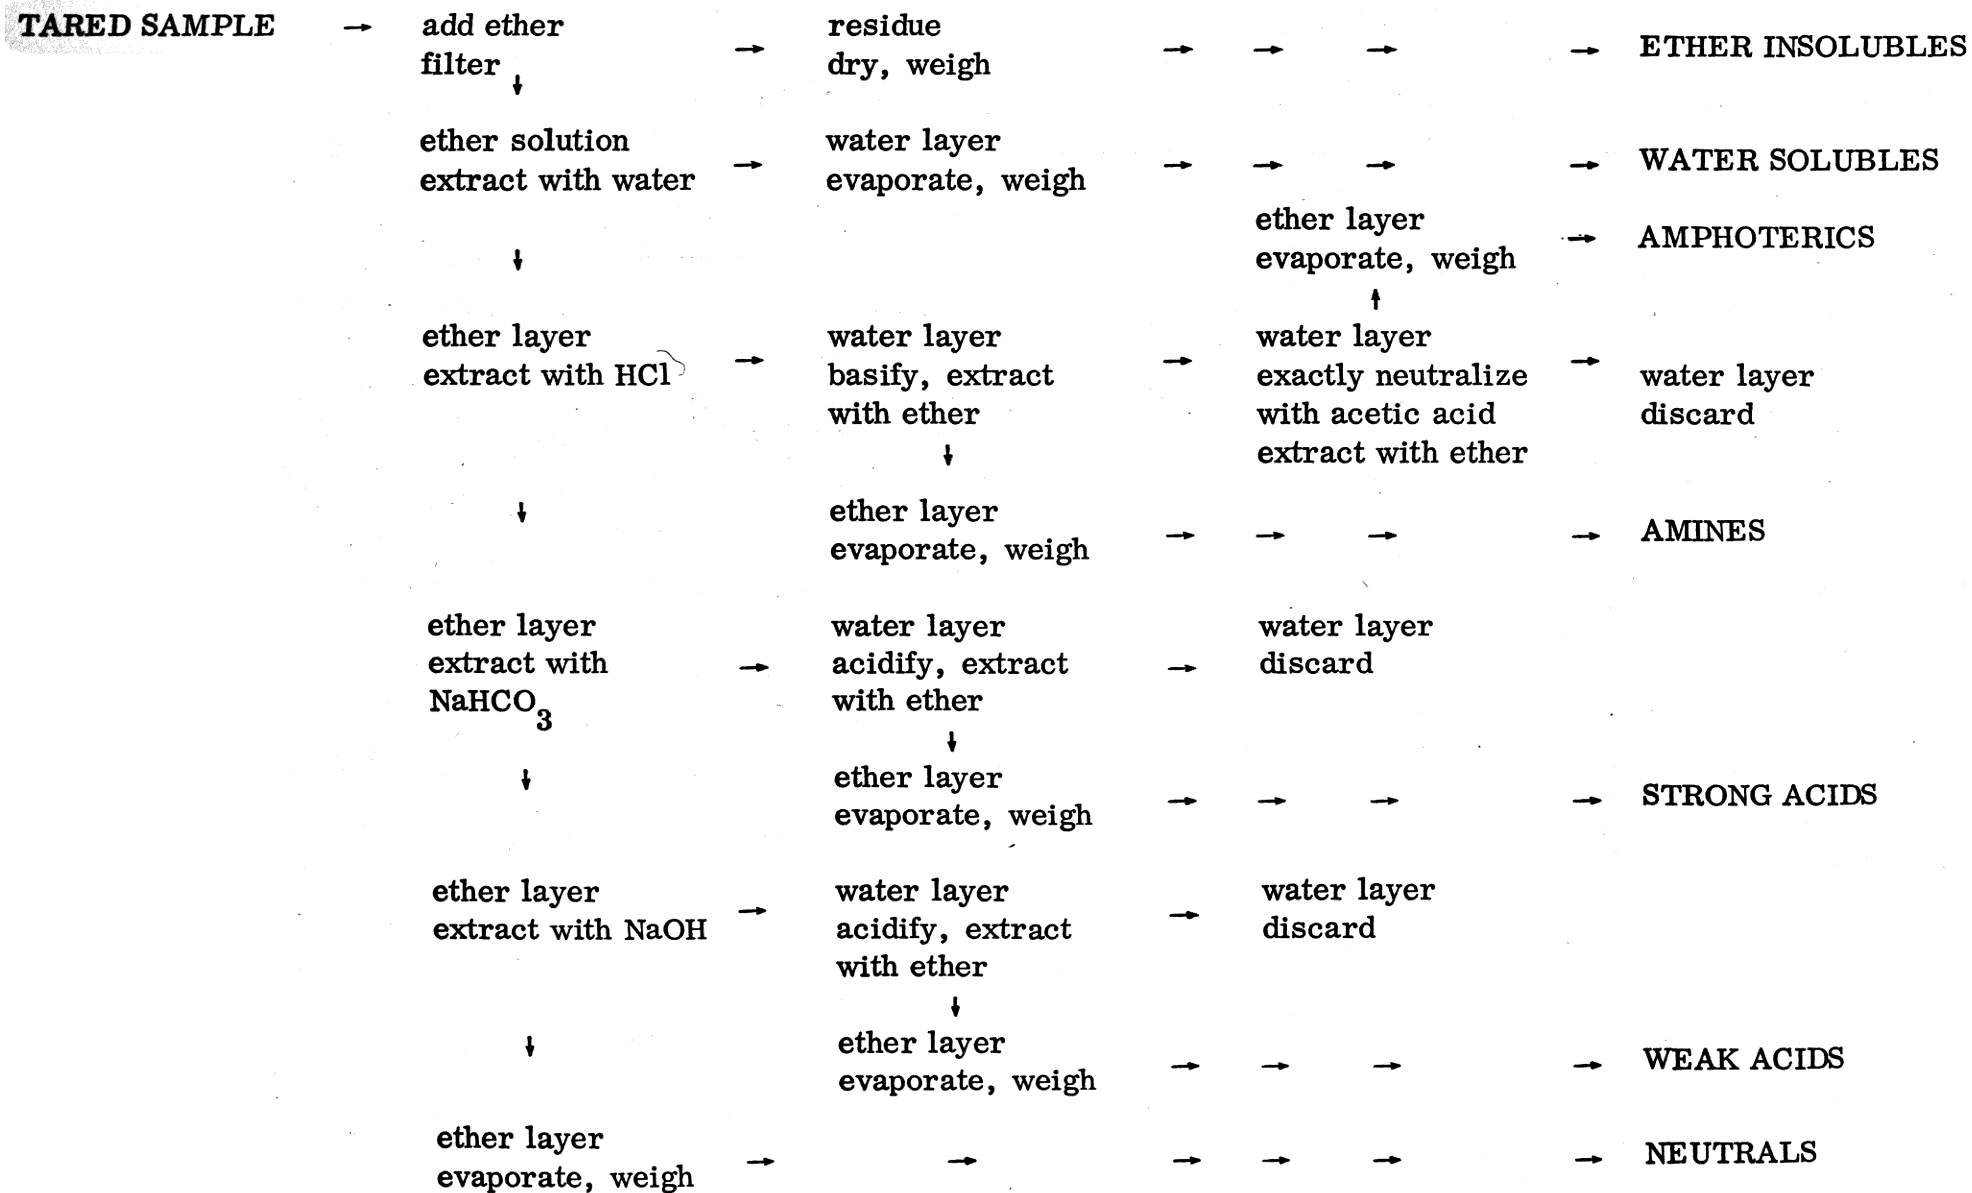 TARED SAMPLE → add ether → residue → → → → ETHER INSOLUBLES
filter dry, weigh
↓
ether solution → water layer → → → → WATER SOLUBLES
extract with water evaporate, weigh
ether layer → AMPHOTERICS
↓ evaporate, weigh
↑
ether layer → water layer → water layer → water layer
extract with HCl basify, extract exactly neutralize discard
with ether with acetic acid
↓ extract with ether
↓ ether layer → → → → AMINES
evaporate, weigh
ether layer water layer water layer
extract with → acidify, extract → discard
NaHCO3 with ether
↓
↓ ether layer → → → → STRONG ACIDS
evaporate, weigh
ether layer → water layer → water layer
extract with NaOH acidify, extract discard
with ether
↓
↓ ether layer → → → → WEAK ACIDS
evaporate, weigh
ether layer → → → → → → NEUTRALS
evaporate, weigh